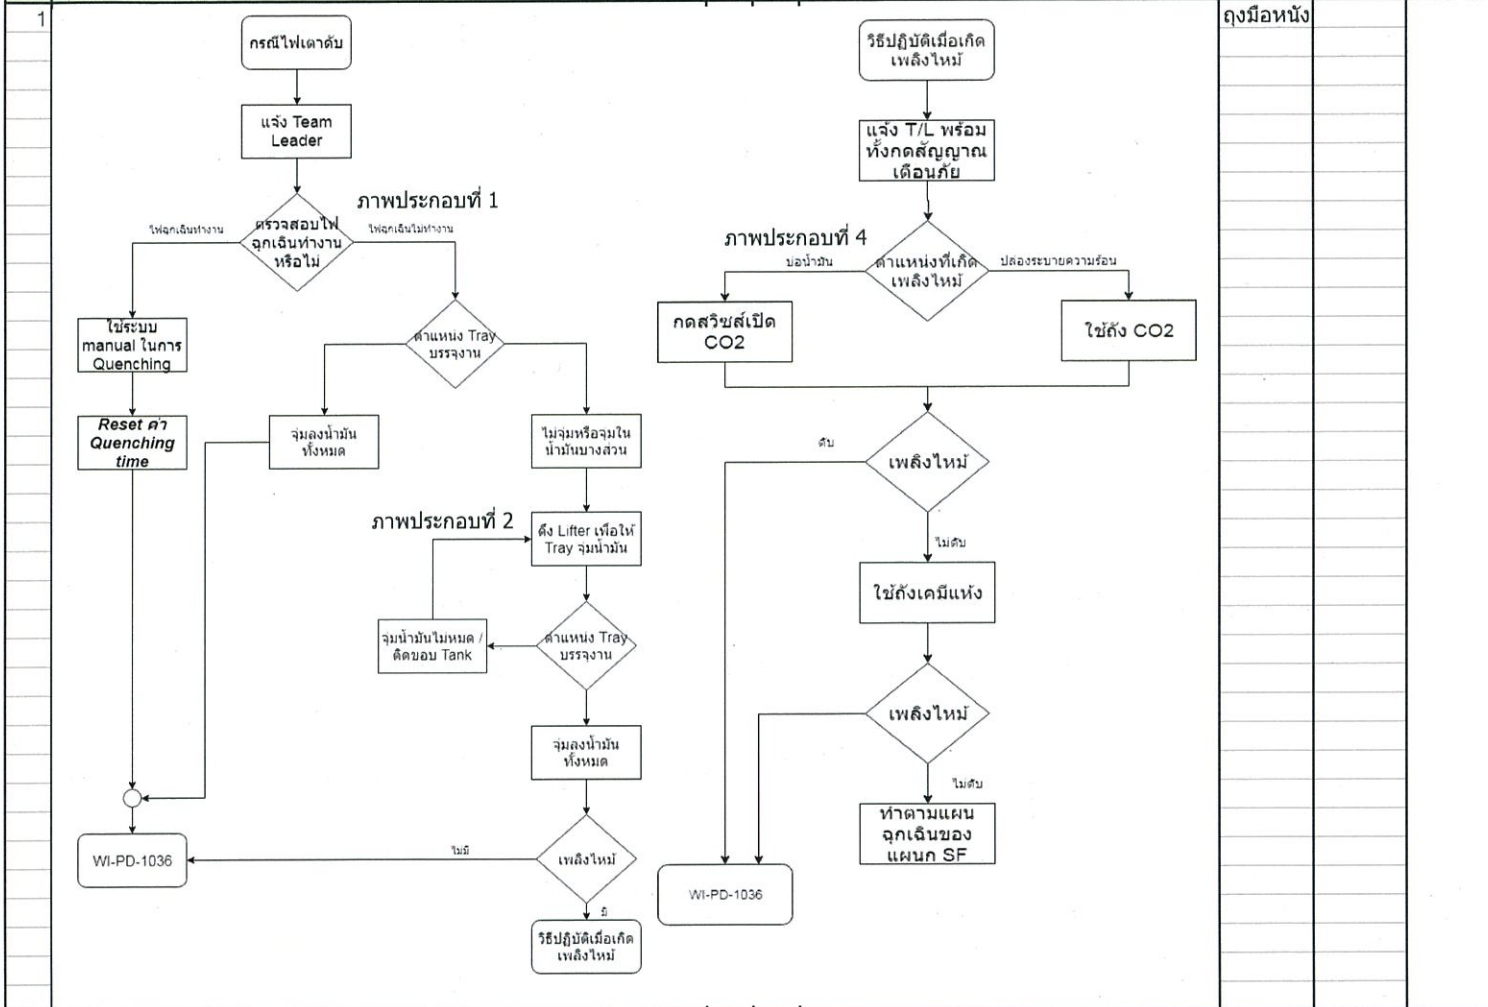 1
ถุงมือหนัง
กรณีไฟเตาดับ
แจ้ง Team
Leader
ภาพประกอบที่ 1
ตรวจสอบไฟ
ฉุกเฉินทำงาน
หรือไม่
ไฟฉุกเฉินทำงาน
ไฟฉุกเฉินไม่ทำงาน
ใช้ระบบ
manual ในการ
Quenching
Reset ค่า
Quenching
time
ตำแหน่ง Tray
บรรจุงาน
จุ่มลงน้ำมัน
ทั้งหมด
ไม่จุ่มหรือจุ่มใน
น้ำมันบางส่วน
ภาพประกอบที่ 2
ดึง Lifter เพื่อให้
Tray จุ่มน้ำมัน
จุ่มน้ำมันไม่หมด /
ติดขอบ Tank
ตำแหน่ง Tray
บรรจุงาน
จุ่มลงน้ำมัน
ทั้งหมด
เพลิงไหม้
ไม่มี
มี
WI-PD-1036
วิธีปฏิบัติเมื่อเกิด
เพลิงไหม้
วิธีปฏิบัติเมื่อเกิด
เพลิงไหม้
แจ้ง T/L พร้อม
ทั้งกดสัญญาณ
เตือนภัย
ภาพประกอบที่ 4
ตำแหน่งที่เกิด
เพลิงไหม้
บ่อน้ำมัน
ปล่องระบายความร้อน
กดสวิซส์เปิด
CO2
ใช้ถัง CO2
เพลิงไหม้
ดับ
ไม่ดับ
ใช้ถังเคมีแห้ง
เพลิงไหม้
ไม่ดับ
ทำตามแผน
ฉุกเฉินของ
แผนก SF
WI-PD-1036